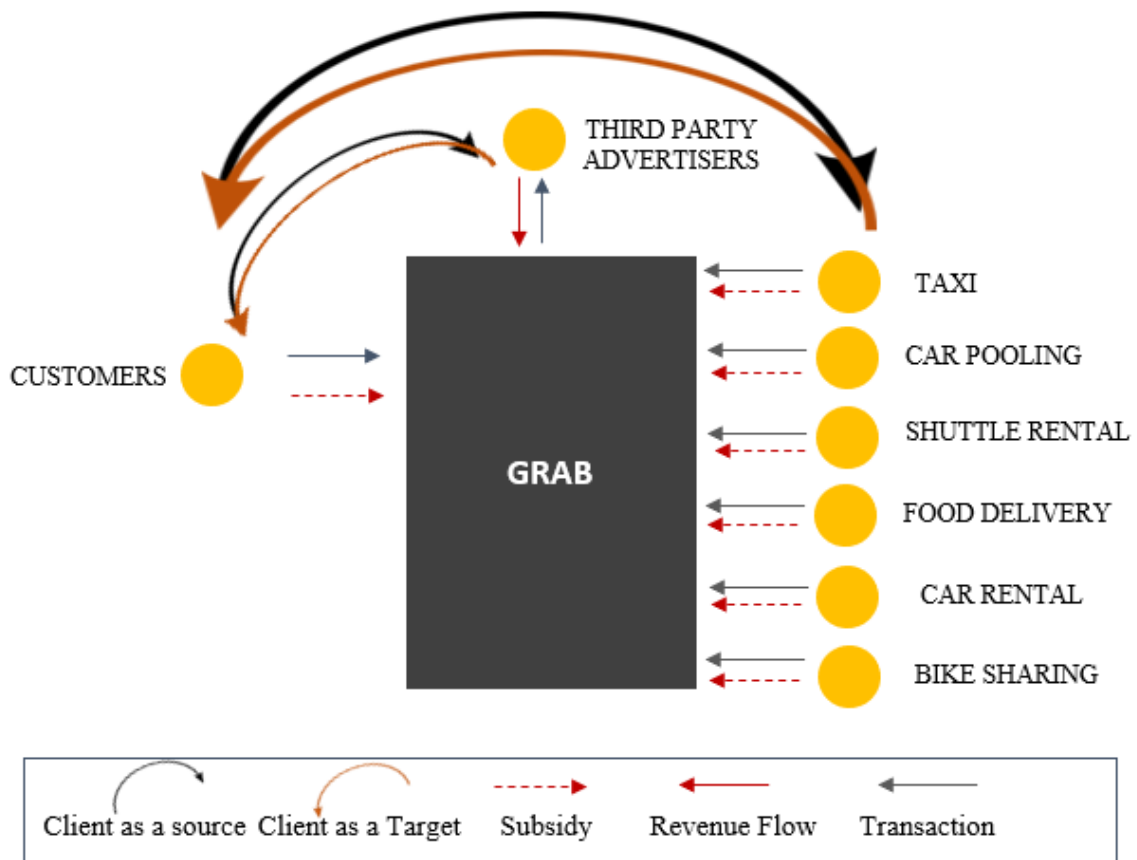 THIRD PARTY
ADVERTISERS
TAXI
CAR POOLING
CUSTOMERS
SHUTTLE RENTAL
GRAB
FOOD DELIVERY
CAR RENTAL
BIKE SHARING
Client as a source
Client as a Target
Subsidy
Revenue Flow
Transaction